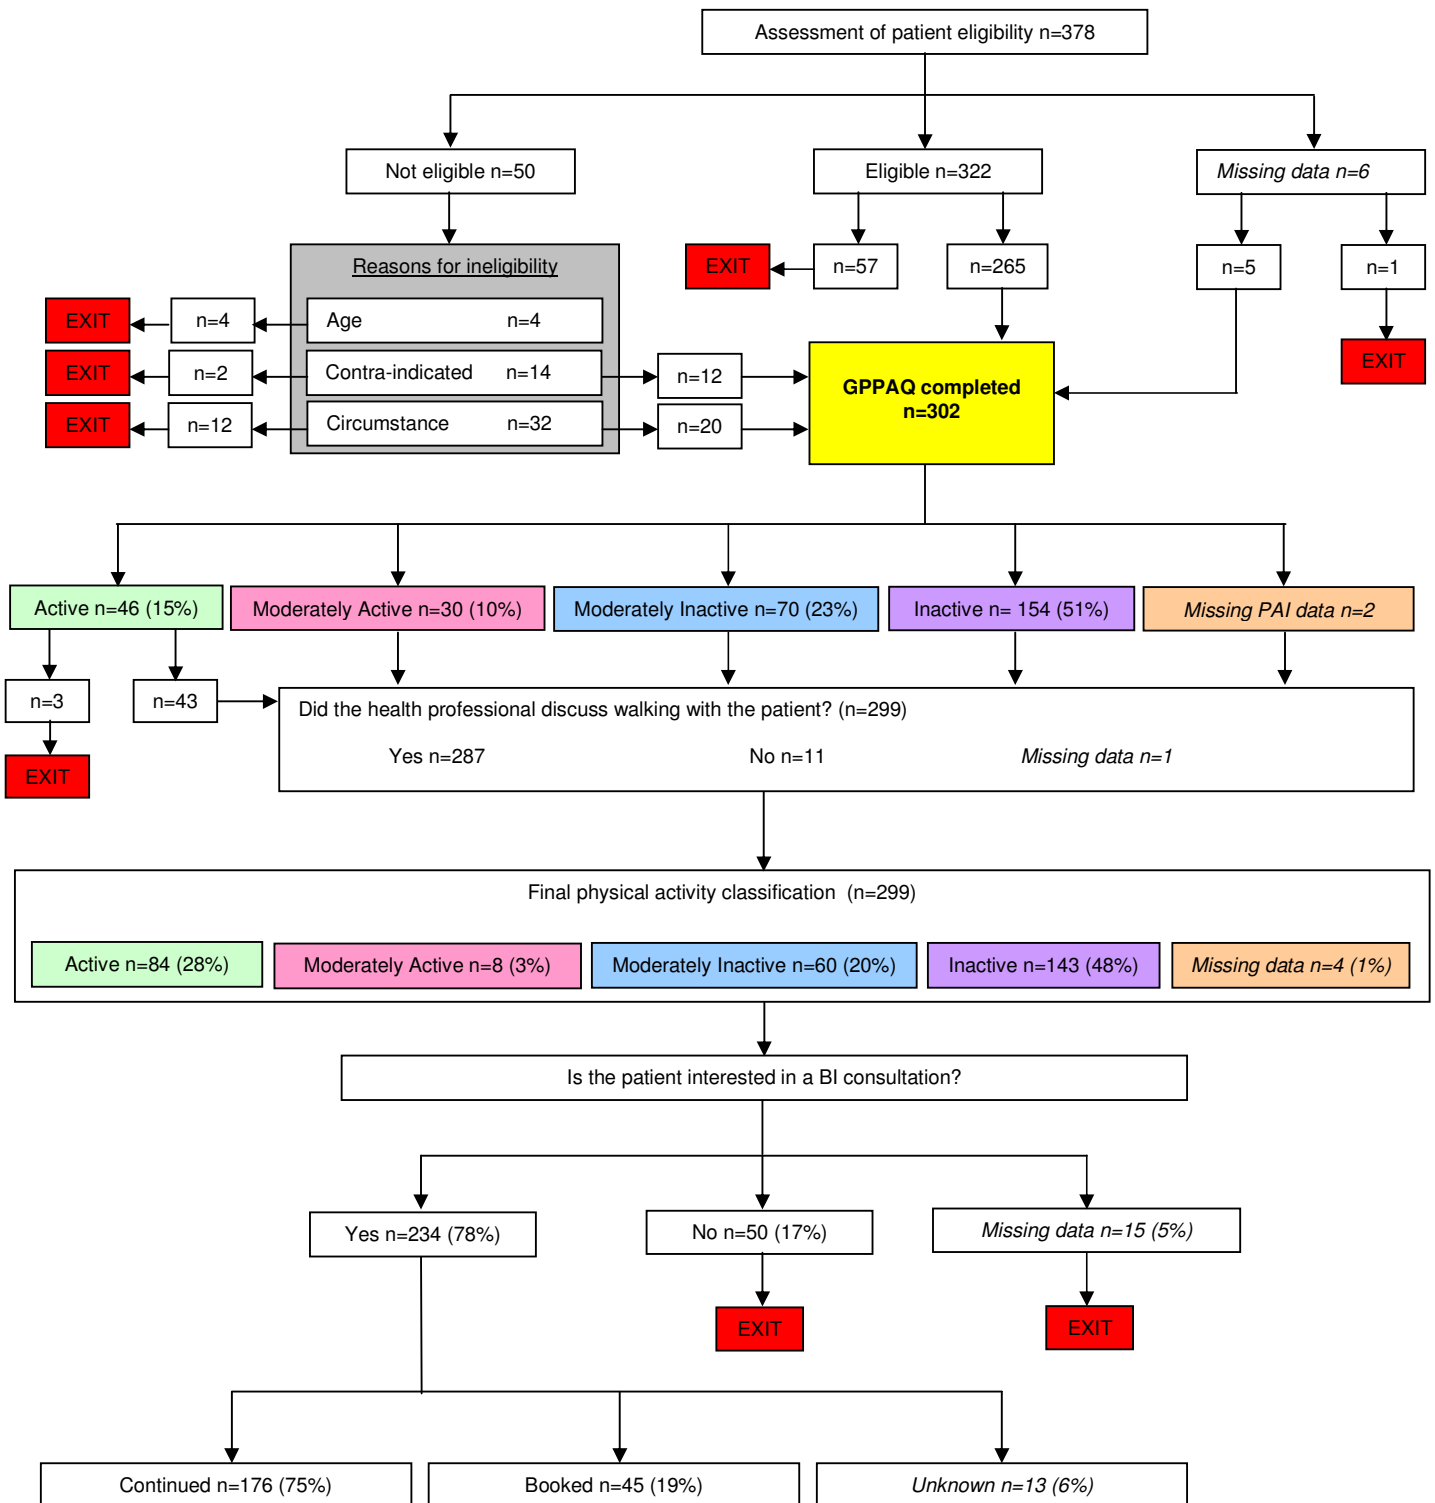 Assessment of patient eligibility n=378
Not eligible n=50
Eligible n=322
Missing data n=6
Reasons for ineligibility
EXIT
n=57
n=265
n=5
n=1
EXIT
n=4
Age n=4
EXIT
n=2
Contra-indicated n=14
n=12
EXIT
n=12
Circumstance n=32
n=20
GPPAQ completed
n=302
EXIT
Active n=46 (15%)
Moderately Active n=30 (10%)
Moderately Inactive n=70 (23%)
Inactive n= 154 (51%)
Missing PAI data n=2
n=3
n=43
EXIT
Did the health professional discuss walking with the patient? (n=299)
Yes n=287 No n=11 Missing data n=1
Final physical activity classification (n=299)
Active n=84 (28%)
Moderately Active n=8 (3%)
Moderately Inactive n=60 (20%)
Inactive n=143 (48%)
Missing data n=4 (1%)
Is the patient interested in a BI consultation?
Yes n=234 (78%)
No n=50 (17%)
Missing data n=15 (5%)
EXIT
EXIT
Continued n=176 (75%)
Booked n=45 (19%)
Unknown n=13 (6%)